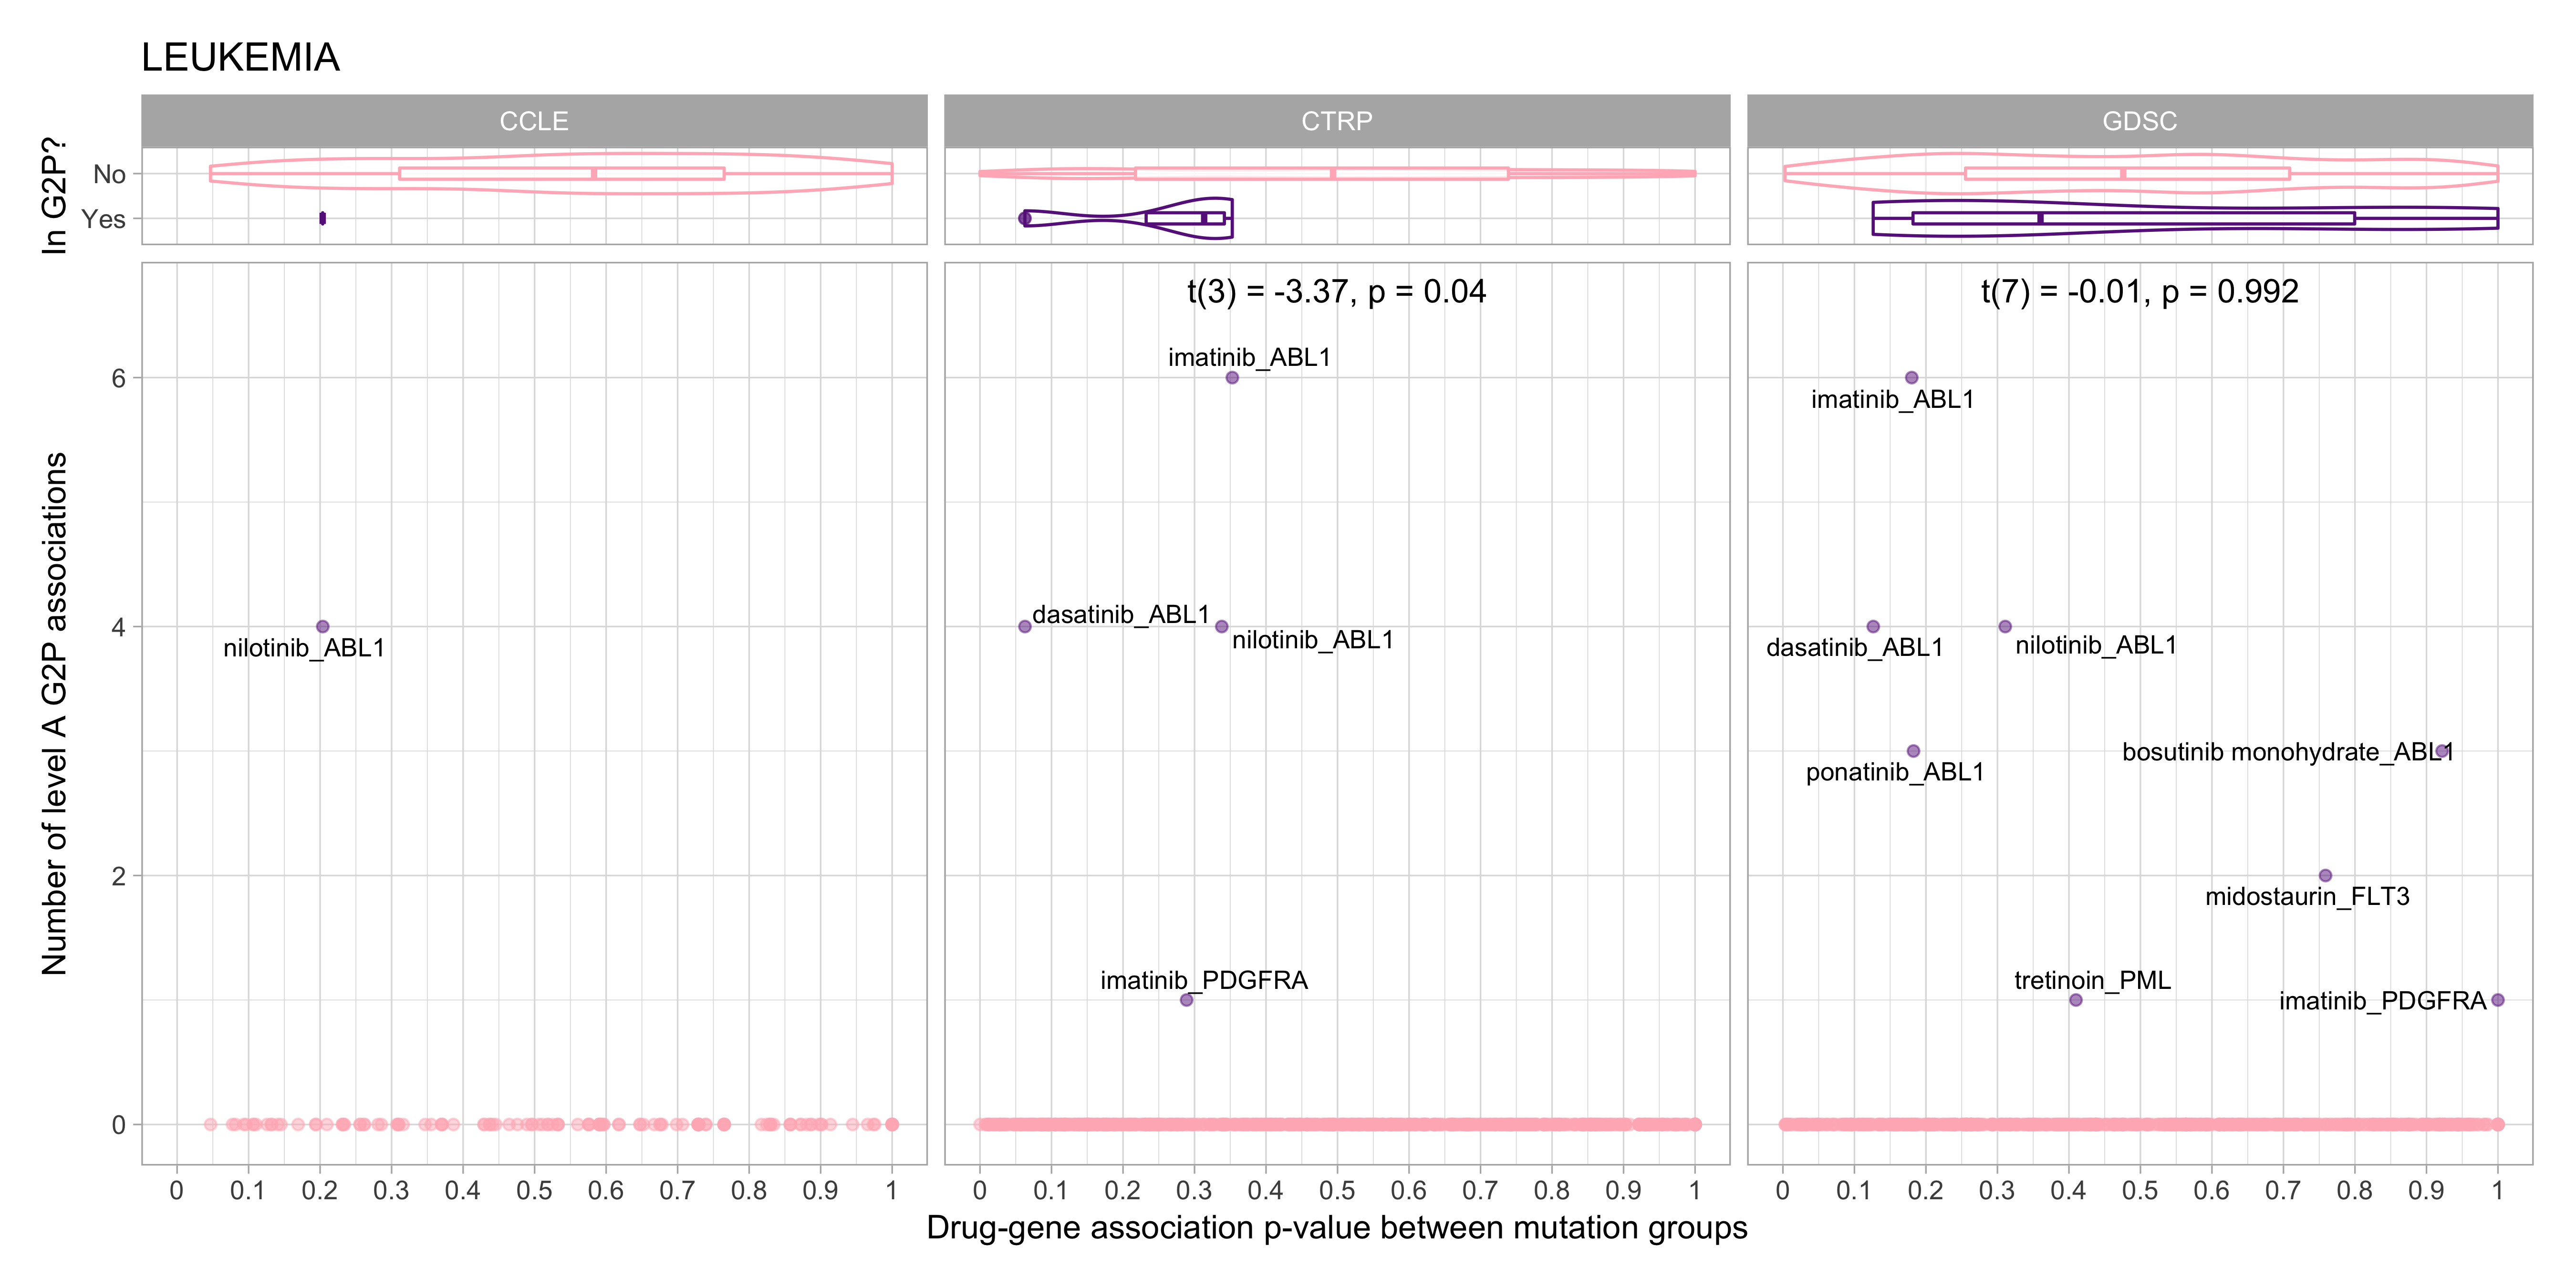 LEUKEMIA
CCLE CTRP GDSC
In G2P?
No
Yes
Number of level A G2P associations
t(3) = -3.37, p = 0.04
t(7) = -0.01, p = 0.992
6
4
2
0
nilotinib_ABL1
imatinib_ABL1
dasatinib_ABL1
nilotinib_ABL1
imatinib_PDGFRA
imatinib_ABL1
dasatinib_ABL1
nilotinib_ABL1
ponatinib_ABL1
bosutinib monohydrate_ABL1
midostaurin_FLT3
tretinoin_PML
imatinib_PDGFRA
0 0.1 0.2 0.3 0.4 0.5 0.6 0.7 0.8 0.9 1
0 0.1 0.2 0.3 0.4 0.5 0.6 0.7 0.8 0.9 1
0 0.1 0.2 0.3 0.4 0.5 0.6 0.7 0.8 0.9 1
Drug-gene association p-value between mutation groups